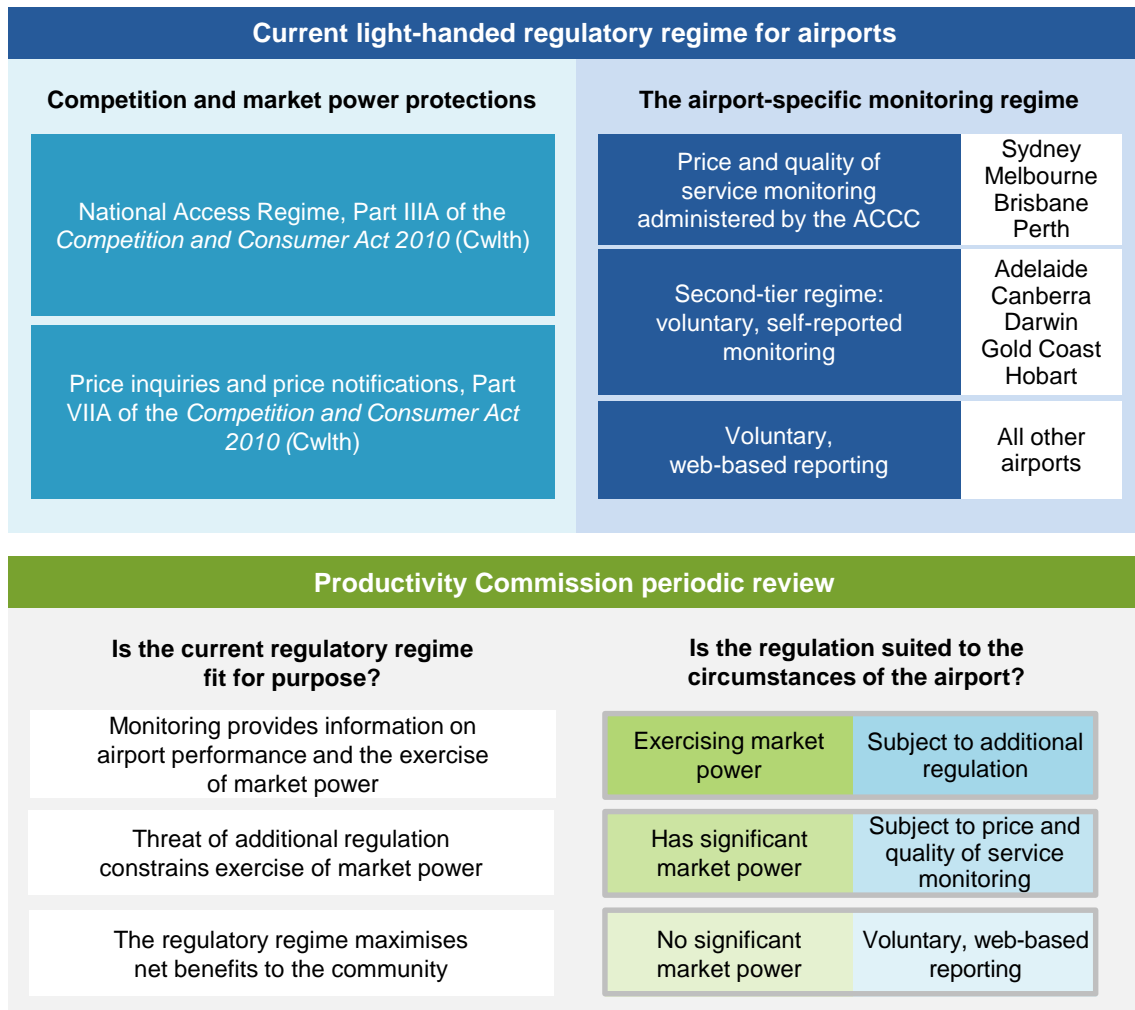 Current light-handed regulatory regime for airports
Competition and market power protections
National Access Regime, Part IIIA of the
Competition and Consumer Act 2010 (Cwlth)
Price inquiries and price notifications, Part
VIIA of the Competition and Consumer Act
2010 (Cwlth)
The airport-specific monitoring regime
Price and quality of
service monitoring
administered by the ACCC
Sydney
Melbourne
Brisbane
Perth
Second-tier regime:
voluntary, self-reported
monitoring
Adelaide
Canberra
Darwin
Gold Coast
Hobart
Voluntary,
web-based reporting
All other
airports
Productivity Commission periodic review
Is the current regulatory regime
fit for purpose?
Monitoring provides information on
airport performance and the exercise
of market power
Threat of additional regulation
constrains exercise of market power
The regulatory regime maximises
net benefits to the community
Is the regulation suited to the
circumstances of the airport?
Exercising market
power
Subject to additional
regulation
Has significant
market power
Subject to price and
quality of service
monitoring
No significant
market power
Voluntary, web-based
reporting